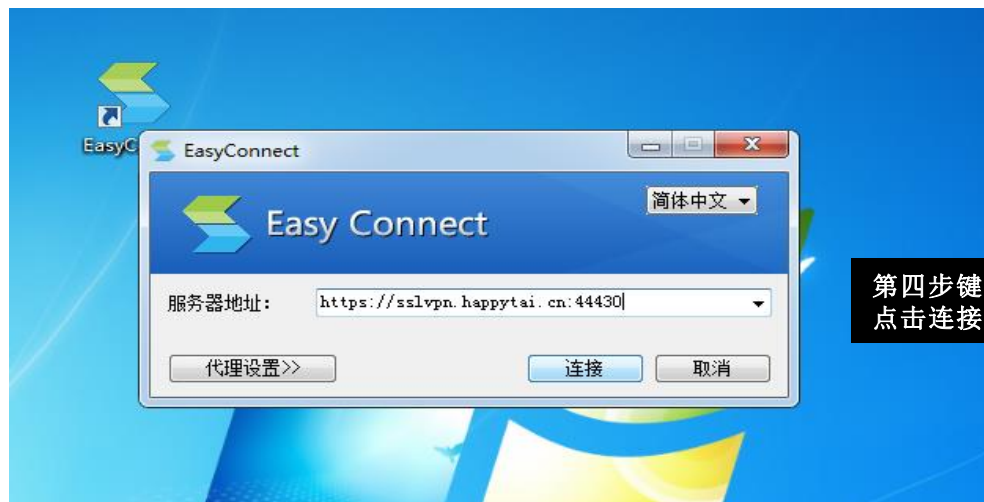 EasyC
EasyConnect
简体中文
Easy Connect
服务器地址：
https://sslvpn.happytai.cn:44430
第四步键
点击连接
代理设置>>
连接
取消